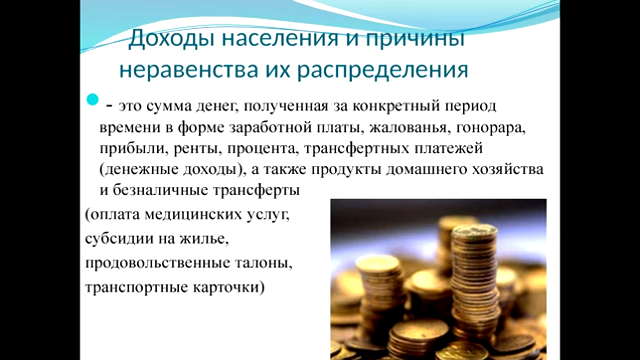 Доходы населения и причины
неравенства их распределения
- это сумма денег, полученная за конкретный период
времени в форме заработной платы, жалованья, гонорара,
прибыли, ренты, процента, трансфертных платежей
(денежные доходы), а также продукты домашнего хозяйства
и безналичные трансферты
(оплата медицинских услуг,
субсидии на жилье,
продовольственные талоны,
транспортные карточки)